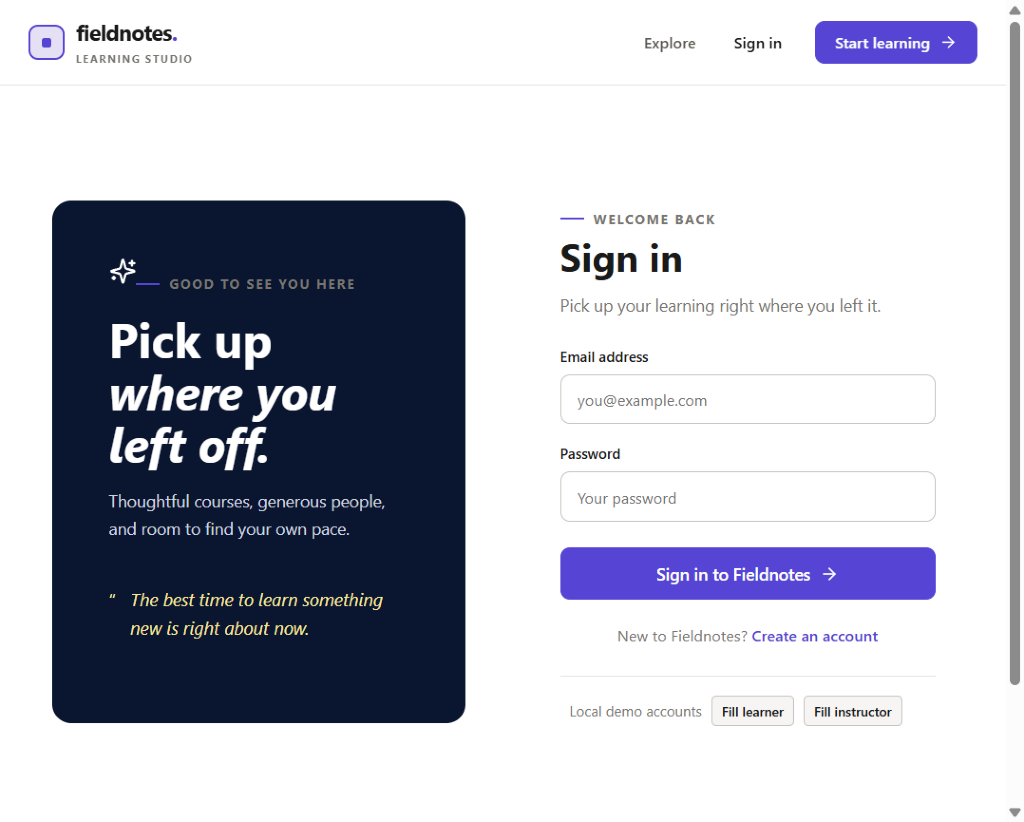 fieldnotes.
LEARNING STUDIO
Explore
Sign in
Start learning →
GOOD TO SEE YOU HERE
Pick up
where you
left off.
Thoughtful courses, generous people,
and room to find your own pace.
" The best time to learn something
new is right about now.
WELCOME BACK
Sign in
Pick up your learning right where you left it.
Email address
you@example.com
Password
Your password
Sign in to Fieldnotes →
New to Fieldnotes? Create an account
Local demo accounts
Fill learner
Fill instructor